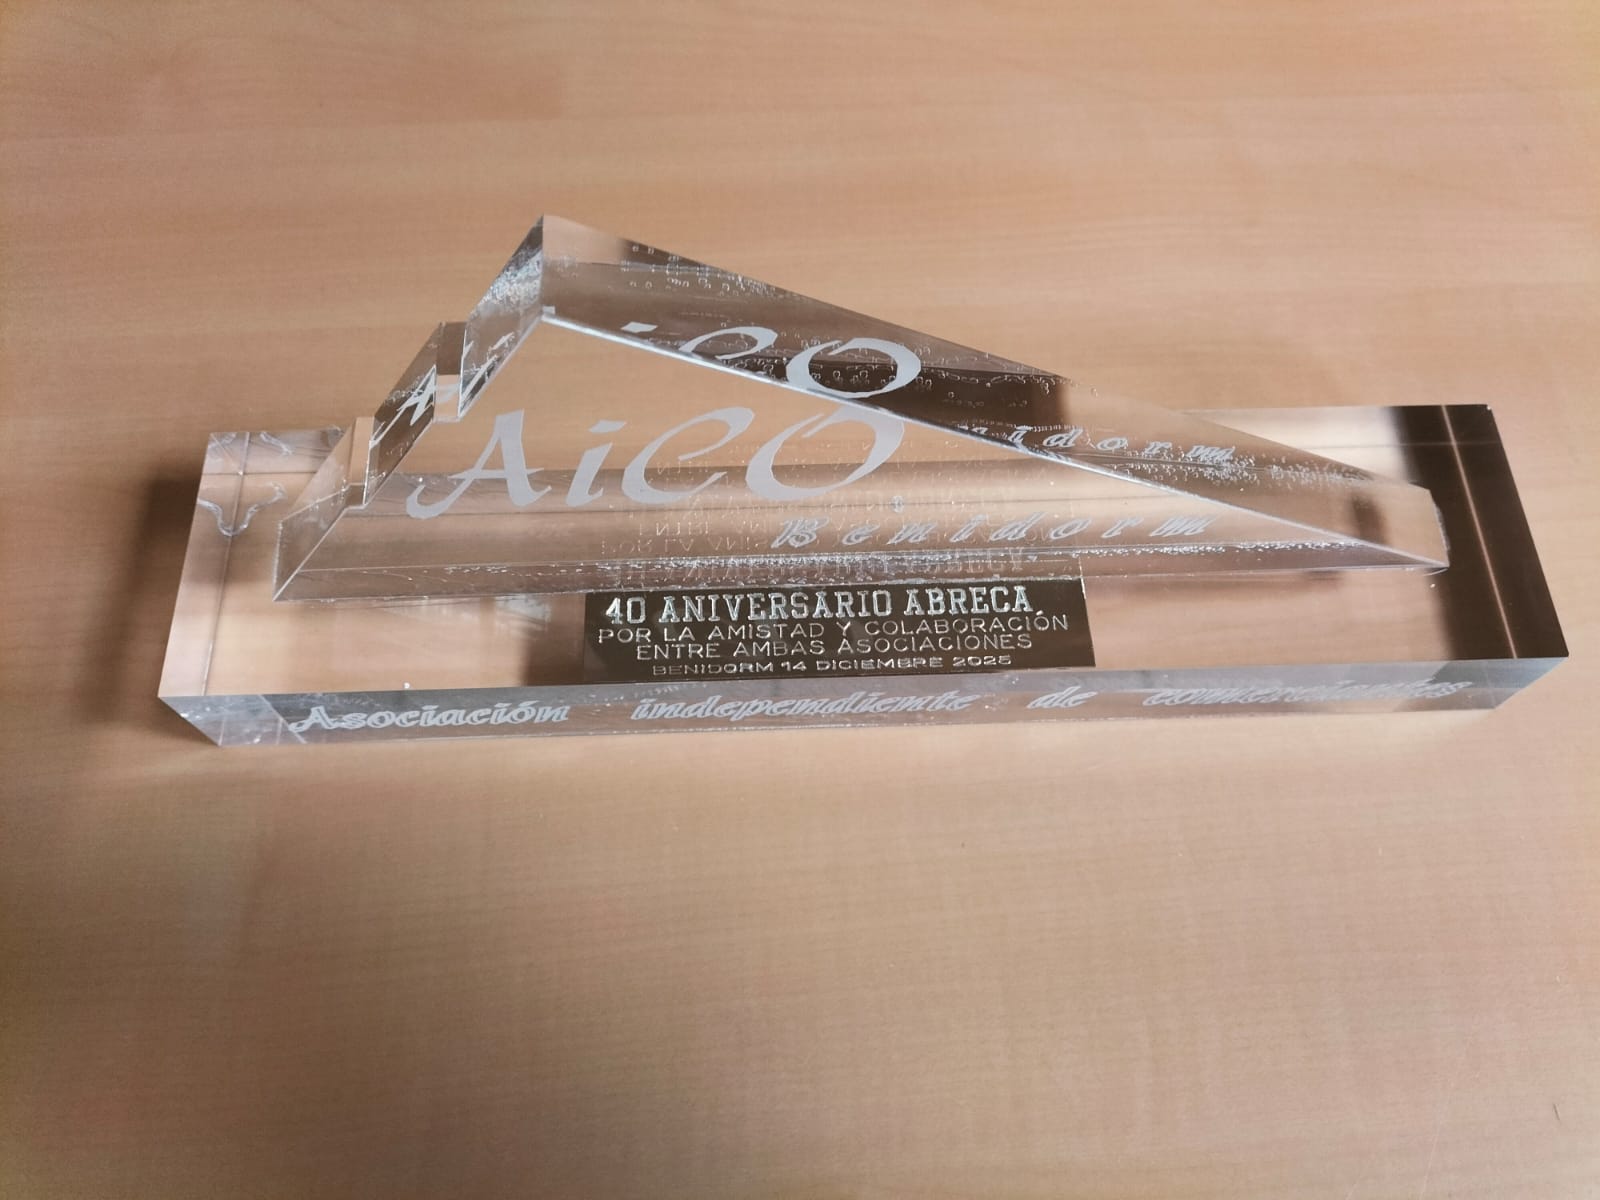 AiCO
Benidorm
40 ANIVERSARIO ABRECA
POR LA AMISTAD Y COLABORACIÓN
ENTRE AMBAS ASOCIACIONES
BENIDORM 14 DICIEMBRE 2025
Asociación independiente de comerciantes